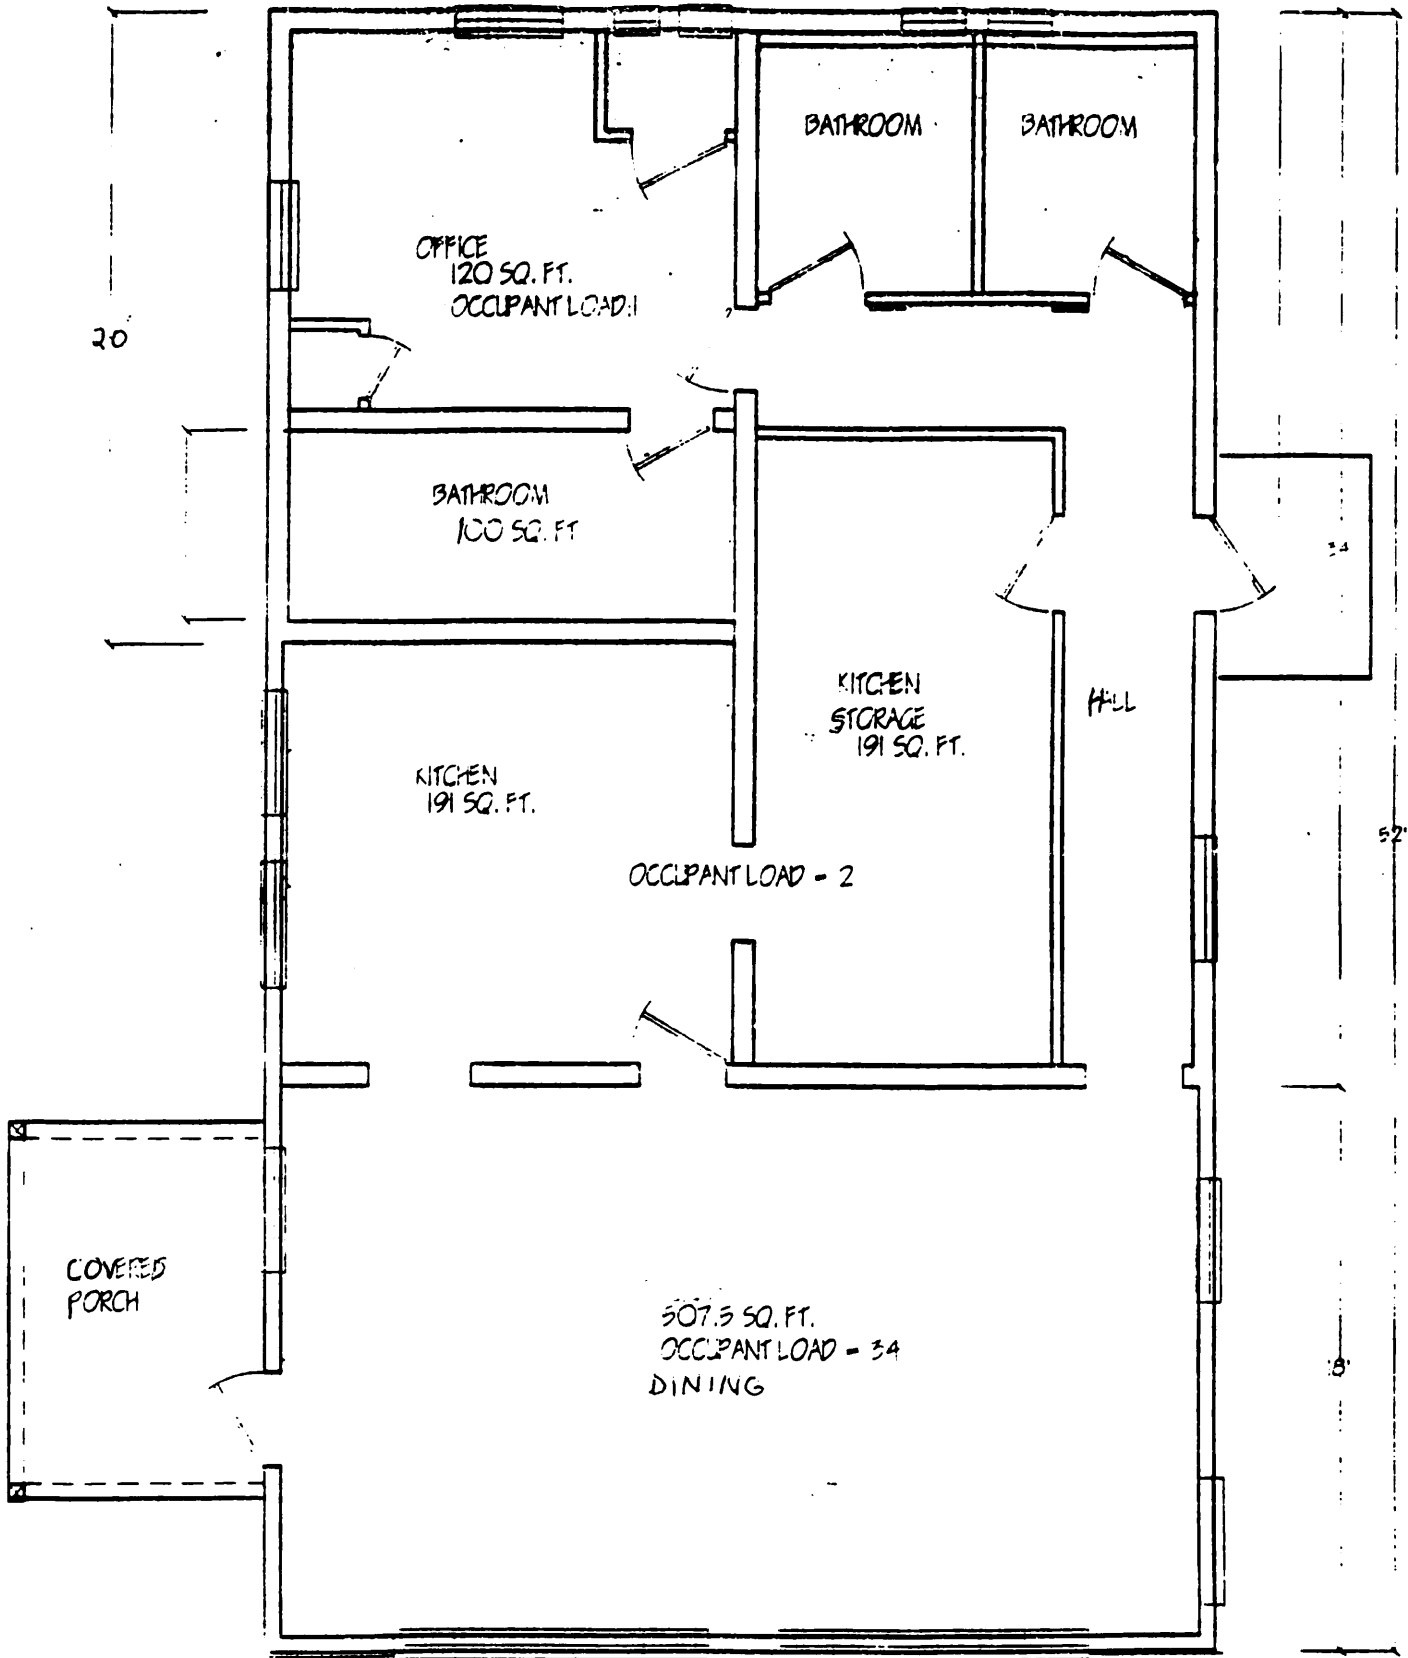 BATHROOM
BATHROOM
OFFICE
120 SQ. FT.
OCCUPANT LOAD:1
20'
BATHROOM
100 SQ. FT
34
KITCHEN
STORAGE
191 SQ. FT.
HALL
KITCHEN
191 SQ. FT.
52'
OCCUPANT LOAD = 2
COVERED
PORCH
507.5 SQ. FT.
OCCUPANT LOAD = 34
DINING
18'